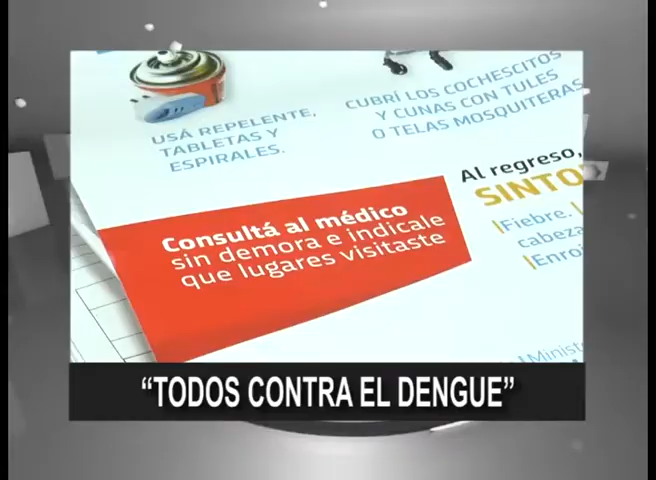 USÁ REPELENTE,
TABLETAS Y
ESPIRALES.
CUBRÍ LOS COCHESCITOS
Y CUNAS CON TULES
O TELAS MOSQUITERAS
Al regreso,
Fiebre.
Consultá al médico
sin demora e indicale
que lugares visitaste
“TODOS CONTRA EL DENGUE”